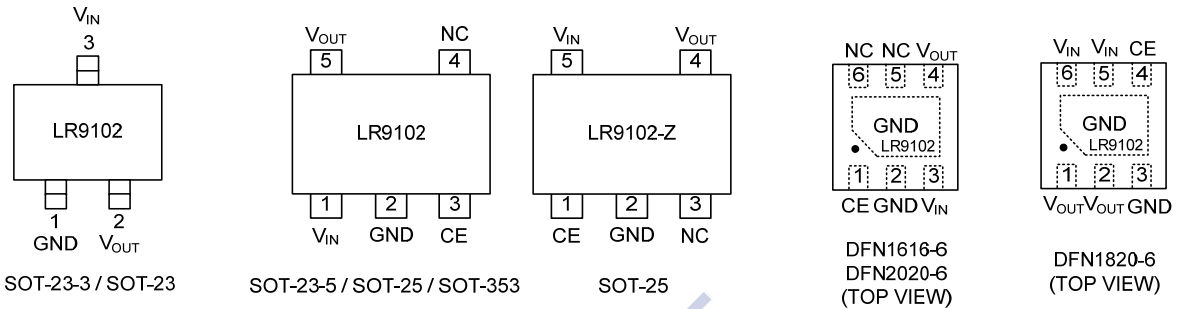 VIN
3
LR9102
1
2
GND
VOUT
SOT-23-3 / SOT-23
VOUT
NC
5
4
LR9102
1
2
3
VIN
GND
CE
SOT-23-5 / SOT-25 / SOT-353
VIN
VOUT
5
4
LR9102-Z
1
2
3
CE
GND
NC
SOT-25
NC NC VOUT
6 5 4
GND
LR9102
1 2 3
CE GND VIN
DFN1616-6
DFN2020-6
(TOP VIEW)
VIN VIN CE
6 5 4
GND
LR9102
1 2 3
VOUT VOUT GND
DFN1820-6
(TOP VIEW)